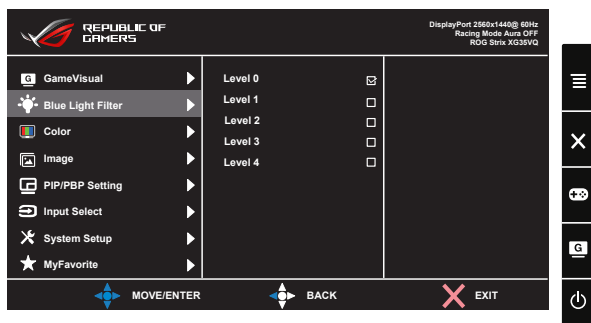 REPUBLIC OF
GAMERS
DisplayPort 2560x1440@ 60Hz
Racing Mode Aura OFF
ROG Strix XG35VQ
G GameVisual
Blue Light Filter
Color
Image
PIP/PBP Setting
Input Select
System Setup
MyFavorite
Level 0
Level 1
Level 2
Level 3
Level 4
MOVE/ENTER
BACK
EXIT
G